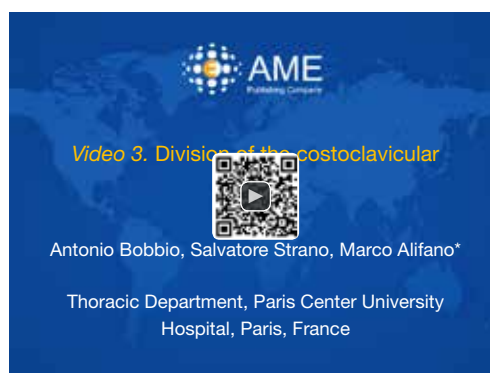 AME
Publishing Company
Video 3. Division of the costoclavicular
Antonio Bobbio, Salvatore Strano, Marco Alifano*
Thoracic Department, Paris Center University
Hospital, Paris, France